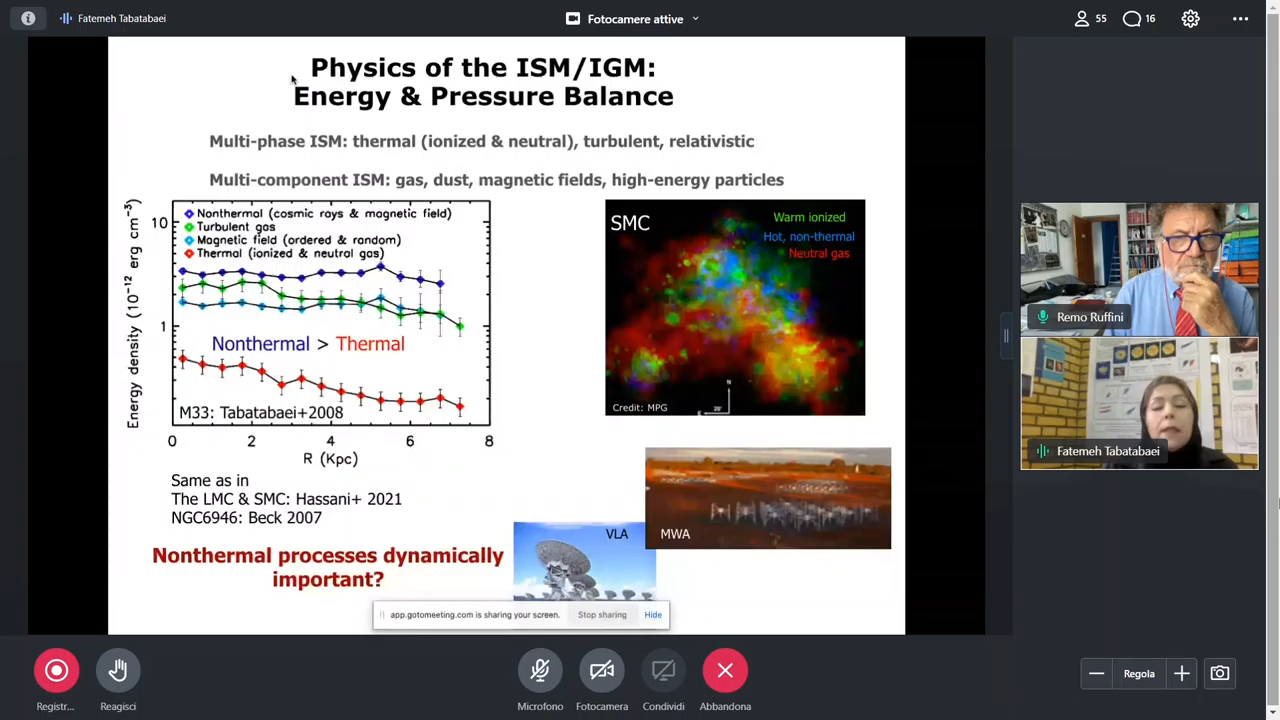 Fatemeh Tabatabaei
Fotocamere attive
55
16
Physics of the ISM/IGM:
Energy & Pressure Balance
Multi-phase ISM: thermal (ionized & neutral), turbulent, relativistic
Multi-component ISM: gas, dust, magnetic fields, high-energy particles
Energy density (10⁻¹² erg cm⁻³)
10
1
Nonthermal (cosmic rays & magnetic field)
Turbulent gas
Magnetic field (ordered & random)
Thermal (ionized & neutral gas)
Nonthermal > Thermal
M33: Tabatabaei+2008
0 2 4 6 8
R (Kpc)
SMC
Warm ionized
Hot, non-thermal
Neutral gas
N
E
Credit: MPG
Same as in
The LMC & SMC: Hassani+ 2021
NGC6946: Beck 2007
Nonthermal processes dynamically
important?
VLA
MWA
app.gotomeeting.com is sharing your screen.
Stop sharing
Hide
Remo Ruffini
Fatemeh Tabatabaei
Registr...
Reagisci
Microfono
Fotocamera
Condividi
Abbandona
Regola